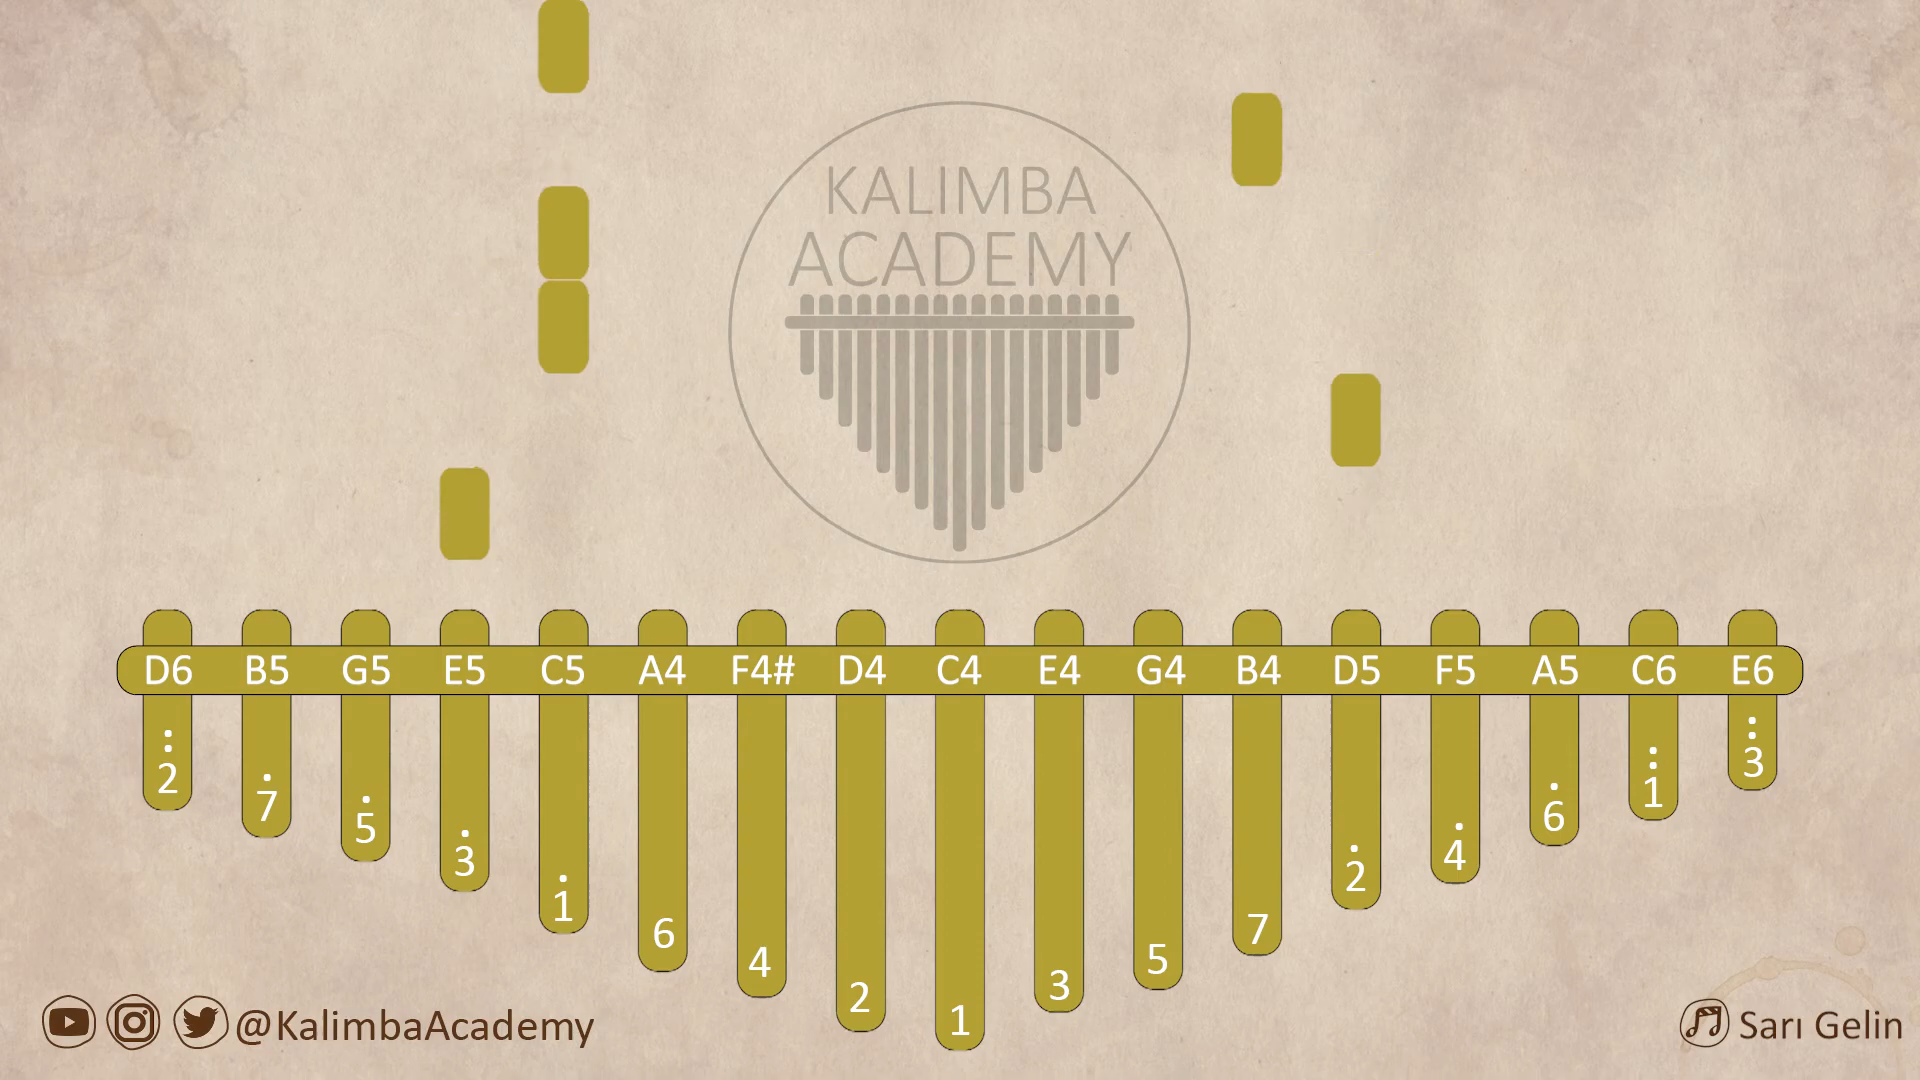 KALIMBA
ACADEMY
D6 B5 G5 E5 C5 A4 F4# D4 C4 E4 G4 B4 D5 F5 A5 C6 E6
2 7 5 3 1 6 4 2 1 3 5 7 2 4 6 1 3
@KalimbaAcademy
Sarı Gelin